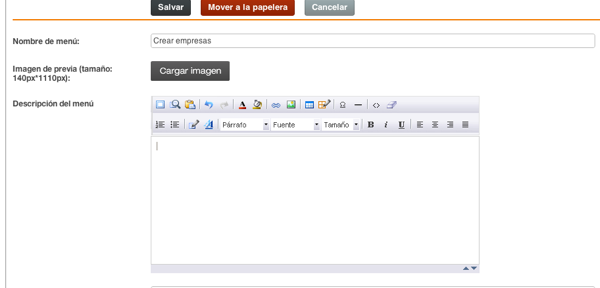 Salvar Mover a la papelera Cancelar
Nombre de menú: Crear empresas
Imagen de previa (tamaño:
140px*1110px): Cargar imagen
Descripción del menú
Párrafo Fuente Tamaño B i U